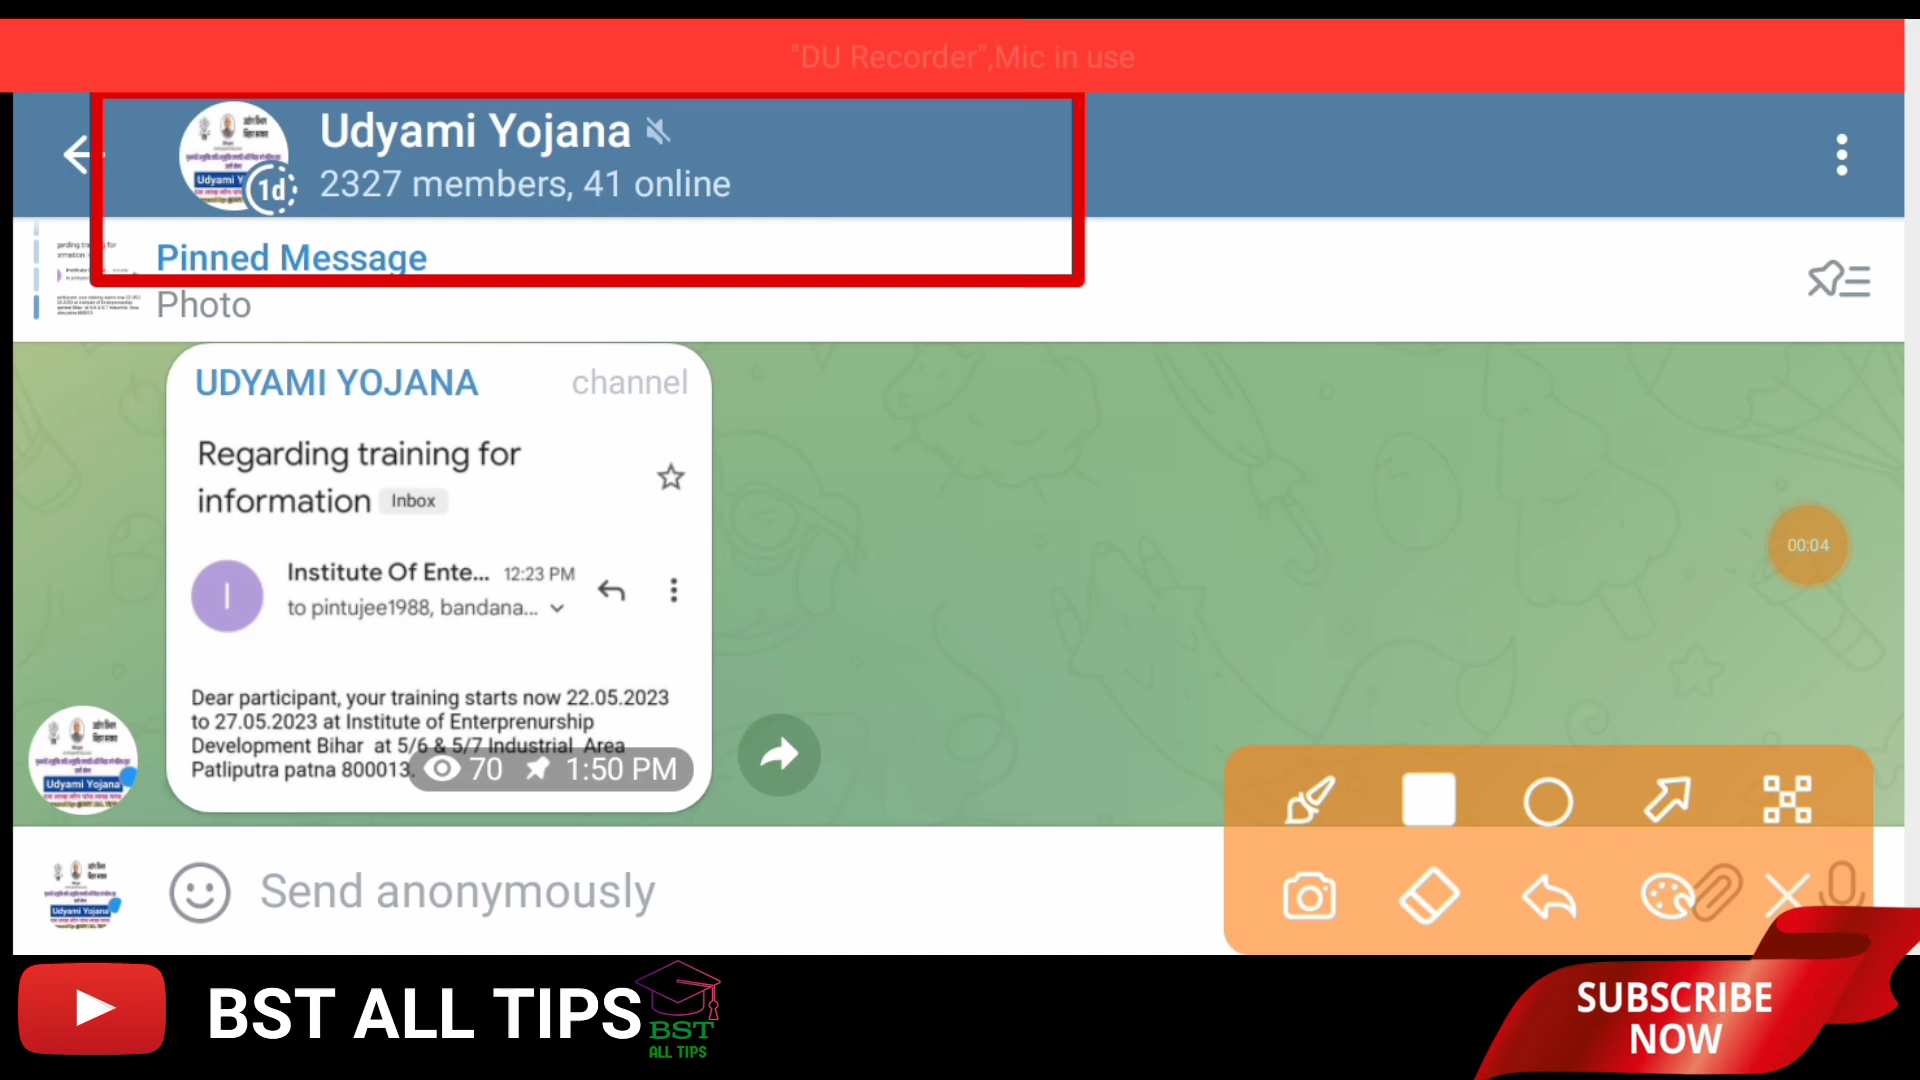 "DU Recorder",Mic in use
Udyami Yojana
1d
2327 members, 41 online
Pinned Message
Photo
UDYAMI YOJANA channel
Regarding training for
information Inbox
I
Institute Of Ente... 12:23 PM
to pintujee1988, bandana...
Dear participant, your training starts now 22.05.2023
to 27.05.2023 at Institute of Enterprenurship
Development Bihar at 5/6 & 5/7 Industrial Area
Patliputra patna 800013.
70 1:50 PM
00:04
Udyami Yojana
Send anonymously
Udyami Yojana
BST ALL TIPS
BST
ALL TIPS
SUBSCRIBE
NOW